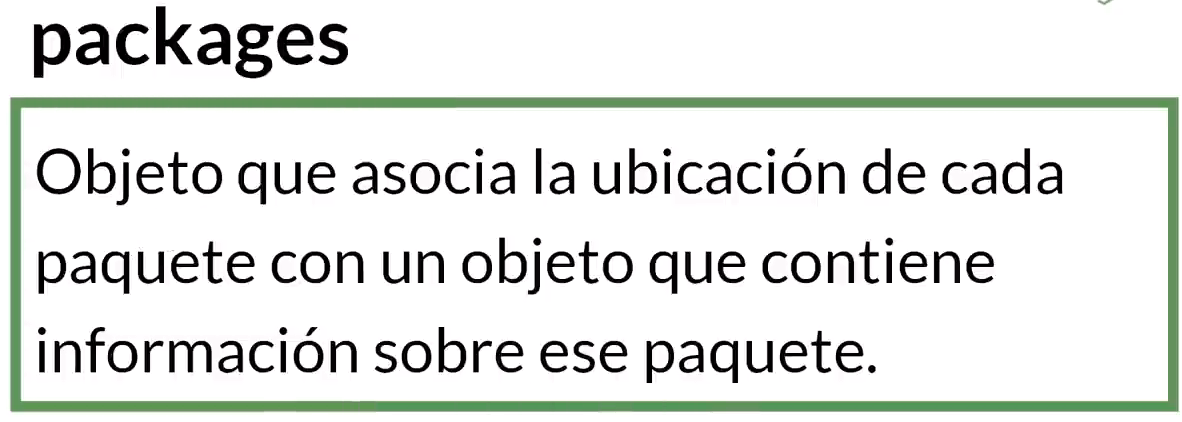 packages
Objeto que asocia la ubicación de cada
paquete con un objeto que contiene
información sobre ese paquete.